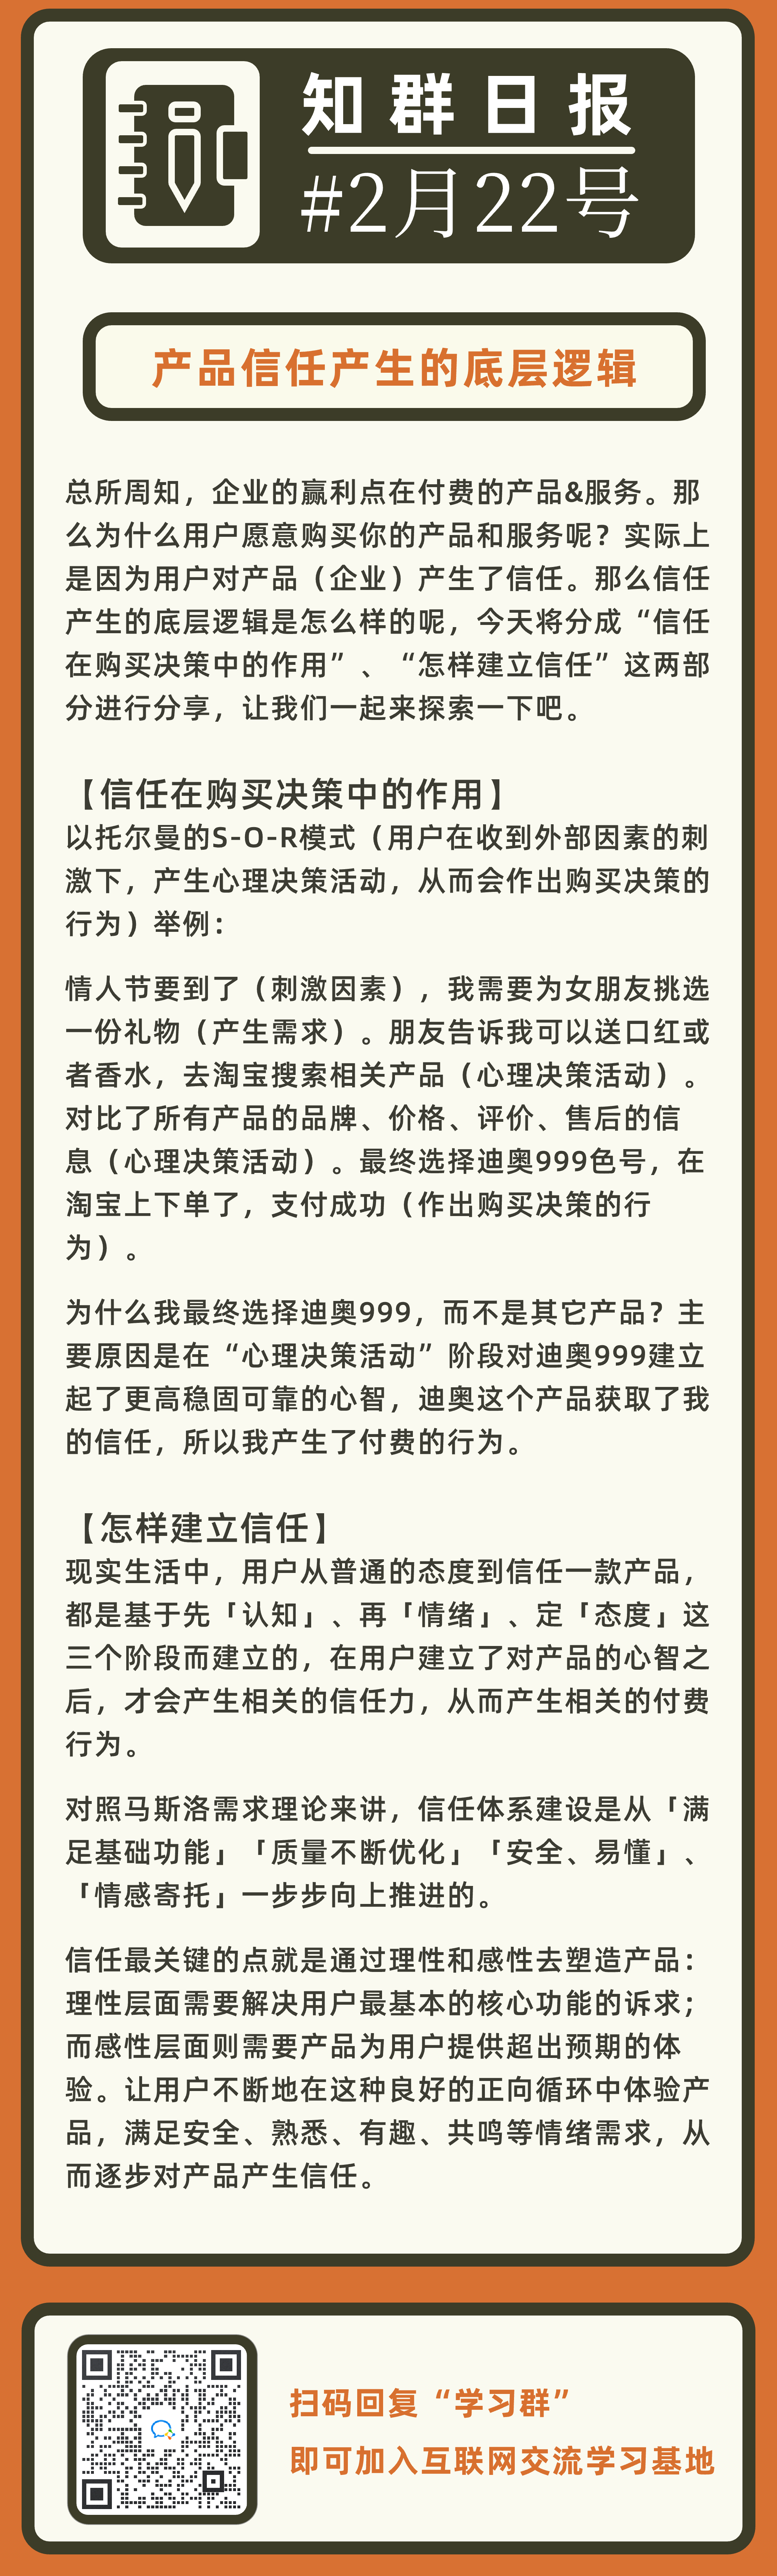 知群日报
#2月22号
产品信任产生的底层逻辑
总所周知，企业的赢利点在付费的产品&服务。那
么为什么用户愿意购买你的产品和服务呢？实际上
是因为用户对产品（企业）产生了信任。那么信任
产生的底层逻辑是怎么样的呢，今天将分成“信任
在购买决策中的作用”、“怎样建立信任”这两部
分进行分享，让我们一起来探索一下吧。
【信任在购买决策中的作用】
以托尔曼的S-O-R模式（用户在收到外部因素的刺
激下，产生心理决策活动，从而会作出购买决策的
行为）举例：
情人节要到了（刺激因素），我需要为女朋友挑选
一份礼物（产生需求）。朋友告诉我可以送口红或
者香水，去淘宝搜索相关产品（心理决策活动）。
对比了所有产品的品牌、价格、评价、售后的信
息（心理决策活动）。最终选择迪奥999色号，在
淘宝上下单了，支付成功（作出购买决策的行
为）。
为什么我最终选择迪奥999，而不是其它产品？主
要原因是在“心理决策活动”阶段对迪奥999建立
起了更高稳固可靠的心智，迪奥这个产品获取了我
的信任，所以我产生了付费的行为。
【怎样建立信任】
现实生活中，用户从普通的态度到信任一款产品，
都是基于先「认知」、再「情绪」、定「态度」这
三个阶段而建立的，在用户建立了对产品的心智之
后，才会产生相关的信任力，从而产生相关的付费
行为。
对照马斯洛需求理论来讲，信任体系建设是从「满
足基础功能」「质量不断优化」「安全、易懂」、
「情感寄托」一步步向上推进的。
信任最关键的点就是通过理性和感性去塑造产品：
理性层面需要解决用户最基本的核心功能的诉求；
而感性层面则需要产品为用户提供超出预期的体
验。让用户不断地在这种良好的正向循环中体验产
品，满足安全、熟悉、有趣、共鸣等情绪需求，从
而逐步对产品产生信任。
扫码回复“学习群”
即可加入互联网交流学习基地